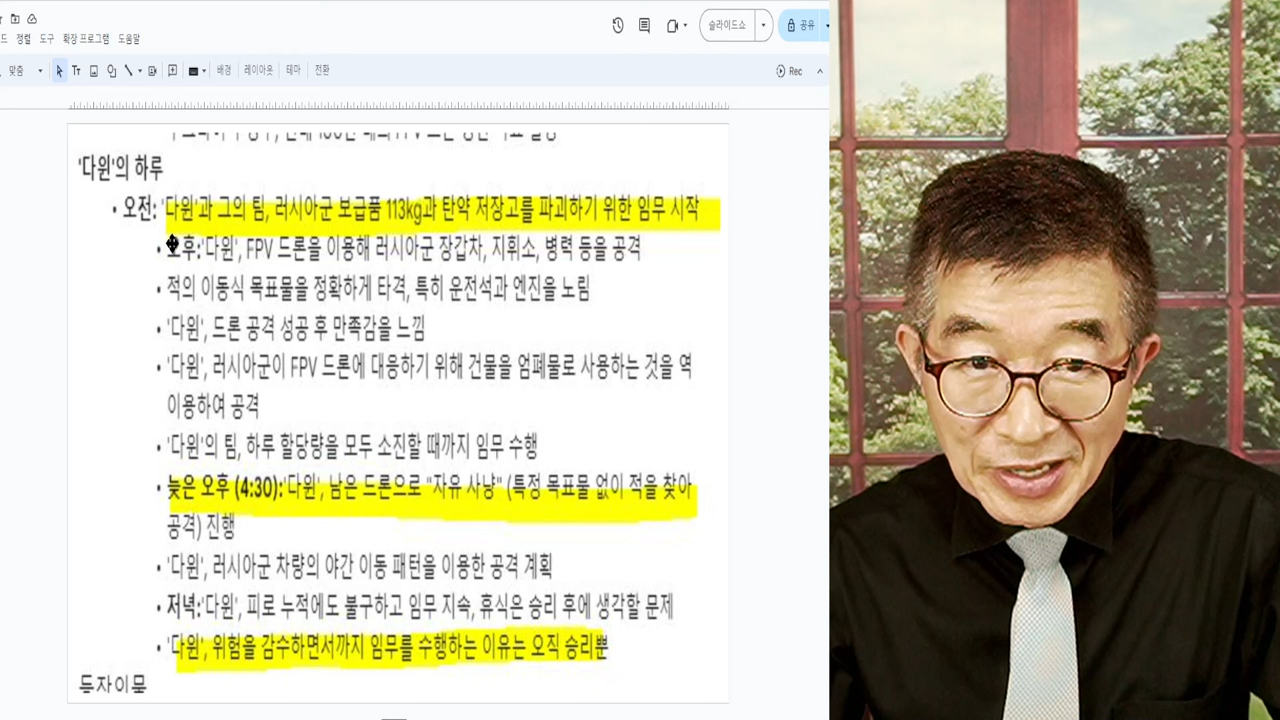 정렬 도구 확장 프로그램 도움말
슬라이드쇼
공유
맞춤
Tт
배경 레이아웃 테마 전환
Rec
'다윈'의 하루
• 오전: '다윈'과 그의 팀, 러시아군 보급품 113kg과 탄약 저장고를 파괴하기 위한 임무 시작
• 오후:'다윈', FPV 드론을 이용해 러시아군 장갑차, 지휘소, 병력 등을 공격
• 적의 이동식 목표물을 정확하게 타격, 특히 운전석과 엔진을 노림
• '다윈', 드론 공격 성공 후 만족감을 느낌
• '다윈', 러시아군이 FPV 드론에 대응하기 위해 건물을 엄폐물로 사용하는 것을 역
이용하여 공격
• '다윈'의 팀, 하루 할당량을 모두 소진할 때까지 임무 수행
• 늦은 오후 (4:30):'다윈', 남은 드론으로 "자유 사냥" (특정 목표물 없이 적을 찾아
공격) 진행
• '다윈', 러시아군 차량의 야간 이동 패턴을 이용한 공격 계획
• 저녁:'다윈', 피로 누적에도 불구하고 임무 지속, 휴식은 승리 후에 생각할 문제
• '다윈', 위험을 감수하면서까지 임무를 수행하는 이유는 오직 승리뿐